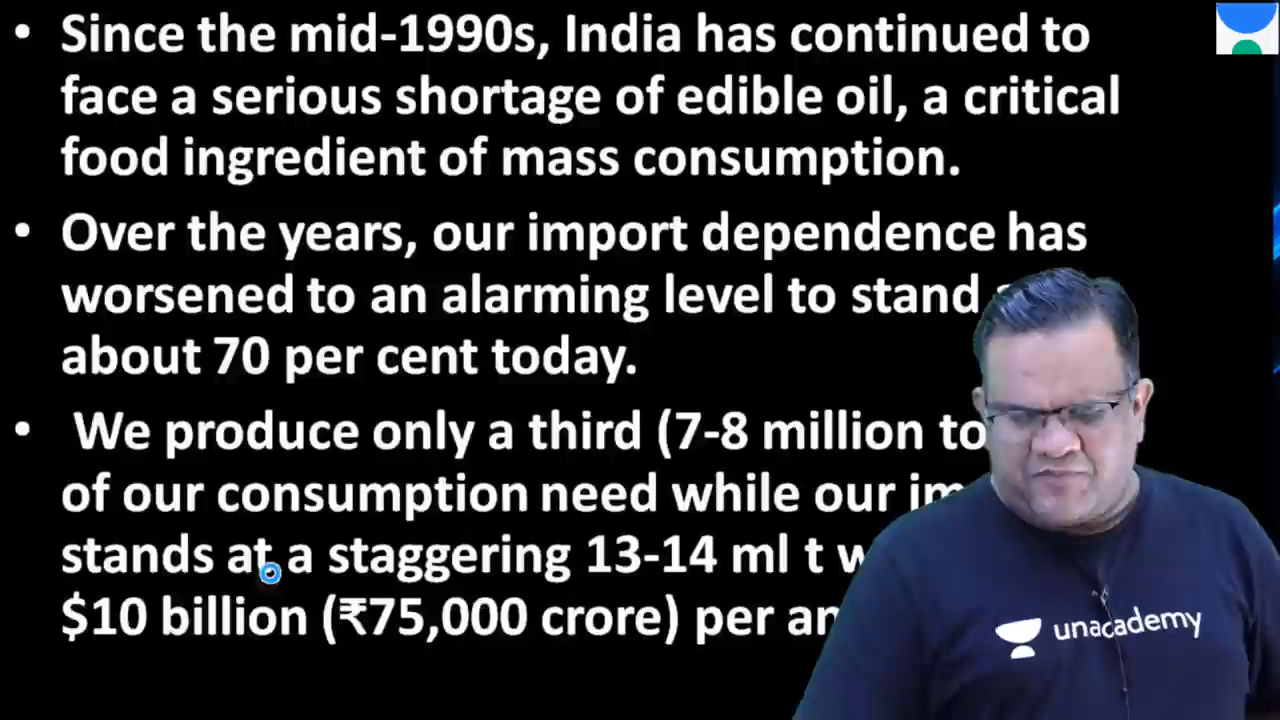 • Since the mid-1990s, India has continued to
face a serious shortage of edible oil, a critical
food ingredient of mass consumption.
• Over the years, our import dependence has
worsened to an alarming level to stand
about 70 per cent today.
• We produce only a third (7-8 million
of our consumption need while our
stands at a staggering 13-14 ml t
$10 billion (₹75,000 crore) per
unacademy